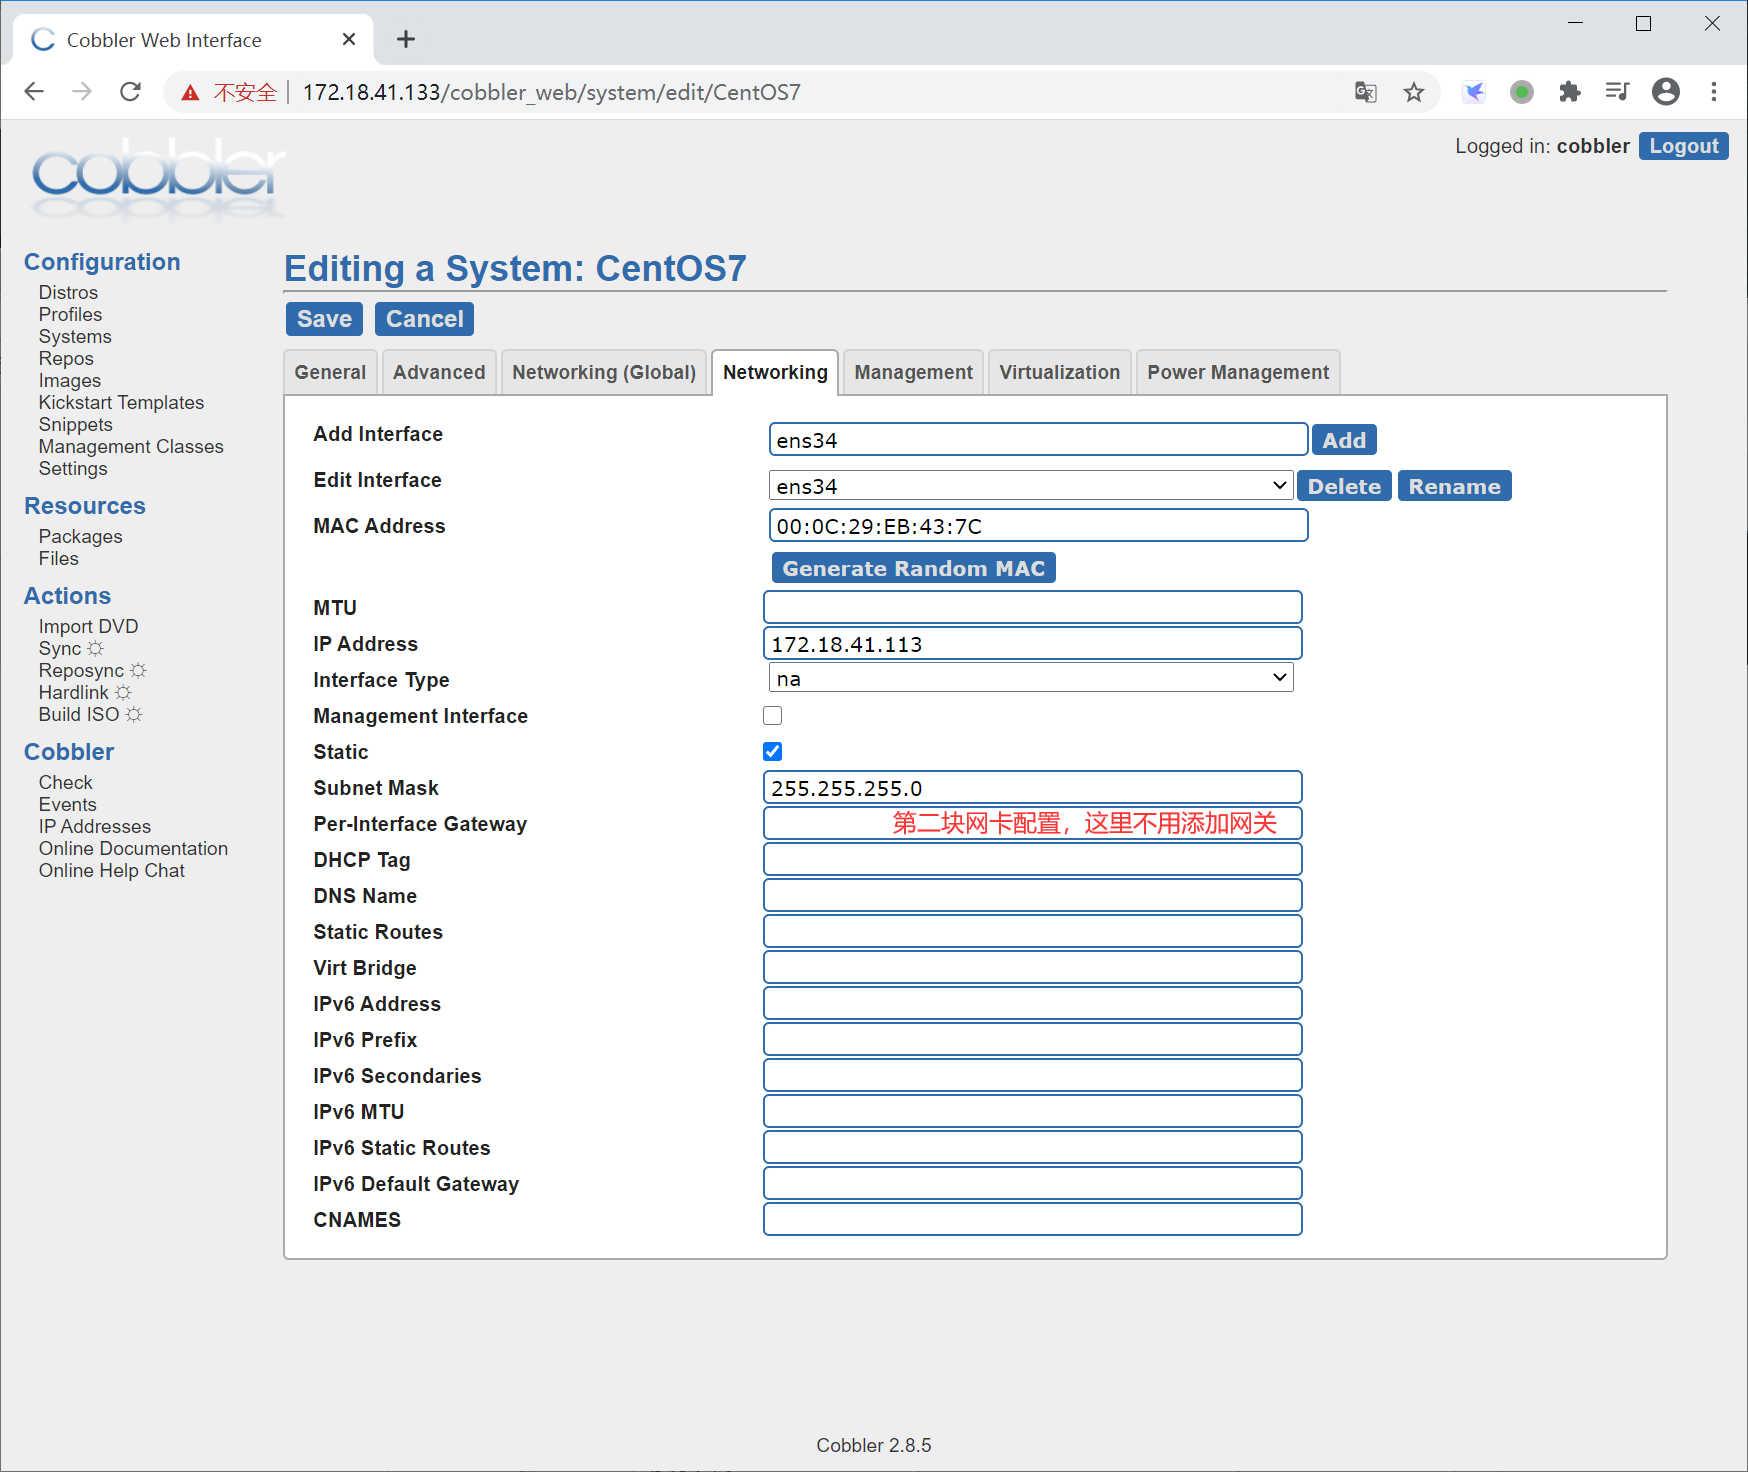 Cobbler Web Interface
不安全 172.18.41.133/cobbler_web/system/edit/CentOS7
cobbler
Logged in: cobbler Logout
Configuration
Distros
Profiles
Systems
Repos
Images
Kickstart Templates
Snippets
Management Classes
Settings
Resources
Packages
Files
Actions
Import DVD
Sync
Reposync
Hardlink
Build ISO
Cobbler
Check
Events
IP Addresses
Online Documentation
Online Help Chat
Editing a System: CentOS7
Save Cancel
General Advanced Networking (Global) Networking Management Virtualization Power Management
Add Interface ens34 Add
Edit Interface ens34 Delete Rename
MAC Address 00:0C:29:EB:43:7C
Generate Random MAC
MTU
IP Address 172.18.41.113
Interface Type na
Management Interface
Static
Subnet Mask 255.255.255.0
Per-Interface Gateway 第二块网卡配置，这里不用添加网关
DHCP Tag
DNS Name
Static Routes
Virt Bridge
IPv6 Address
IPv6 Prefix
IPv6 Secondaries
IPv6 MTU
IPv6 Static Routes
IPv6 Default Gateway
CNAMES
Cobbler 2.8.5